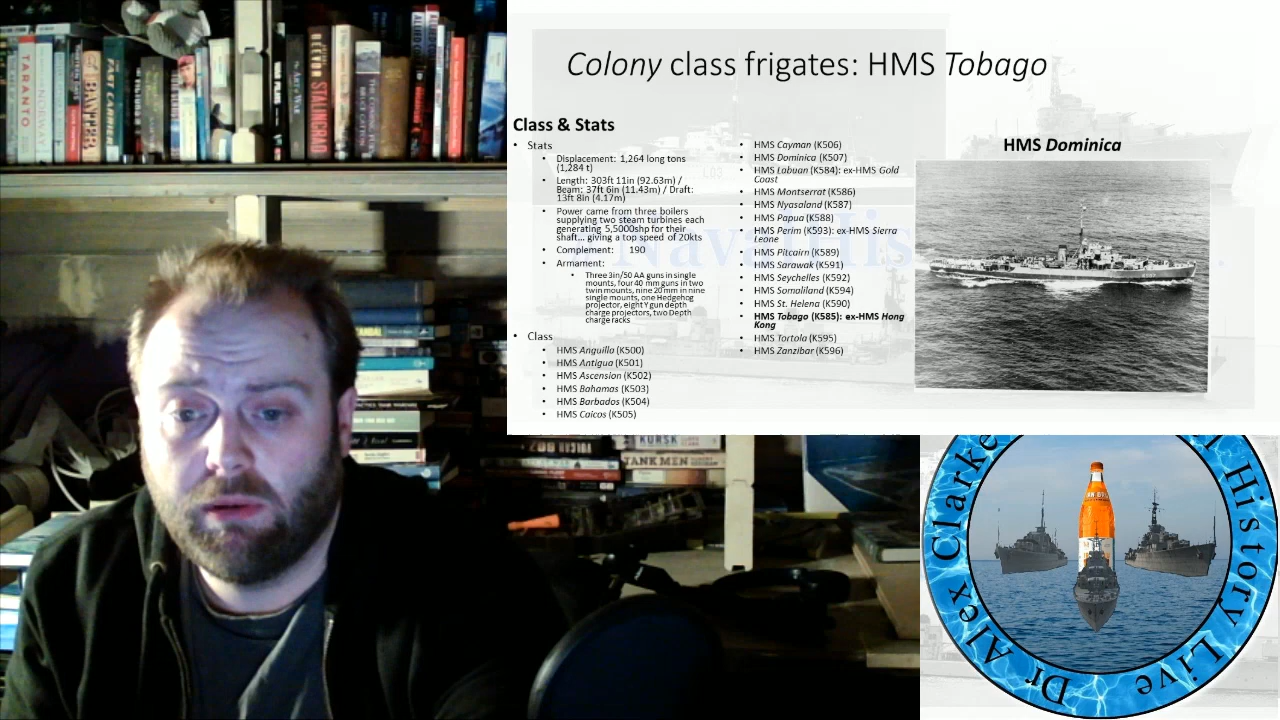 Colony class frigates: HMS Tobago
Class & Stats
• Stats
• Displacement: 1,264 long tons
(1,284 t)
• Length: 303ft 11in (92.63m) /
Beam: 37ft 6in (11.43m) / Draft:
13ft 8in (4.17m)
• Power came from three boilers
supplying two steam turbines each
generating 5,5000shp for their
shaft... giving a top speed of 20kts
• Complement: 190
• Armament:
• Three 3in/50 AA guns in single
mounts, four 40 mm guns in two
twin mounts, nine 20 mm in nine
single mounts, one Hedgehog
projector, eight Y gun depth
charge projectors, two Depth
charge racks
• Class
• HMS Anguilla (K500)
• HMS Antigua (K501)
• HMS Ascension (K502)
• HMS Bahamas (K503)
• HMS Barbados (K504)
• HMS Caicos (K505)
• HMS Cayman (K506)
• HMS Dominica (K507)
• HMS Labuan (K584): ex-HMS Gold
Coast
• HMS Montserrat (K586)
• HMS Nyasaland (K587)
• HMS Papua (K588)
• HMS Perim (K593): ex-HMS Sierra
Leone
• HMS Pitcairn (K589)
• HMS Sarawak (K591)
• HMS Seychelles (K592)
• HMS Somaliland (K594)
• HMS St. Helena (K590)
• HMS Tobago (K585): ex-HMS Hong
Kong
• HMS Tortola (K595)
• HMS Zanzibar (K596)
HMS Dominica
TARANTO
BANTER
FAST CARRIER
BEEVOR STALINGRAD
KURSK
TANK MEN
Dr Alex Clarke
History Live